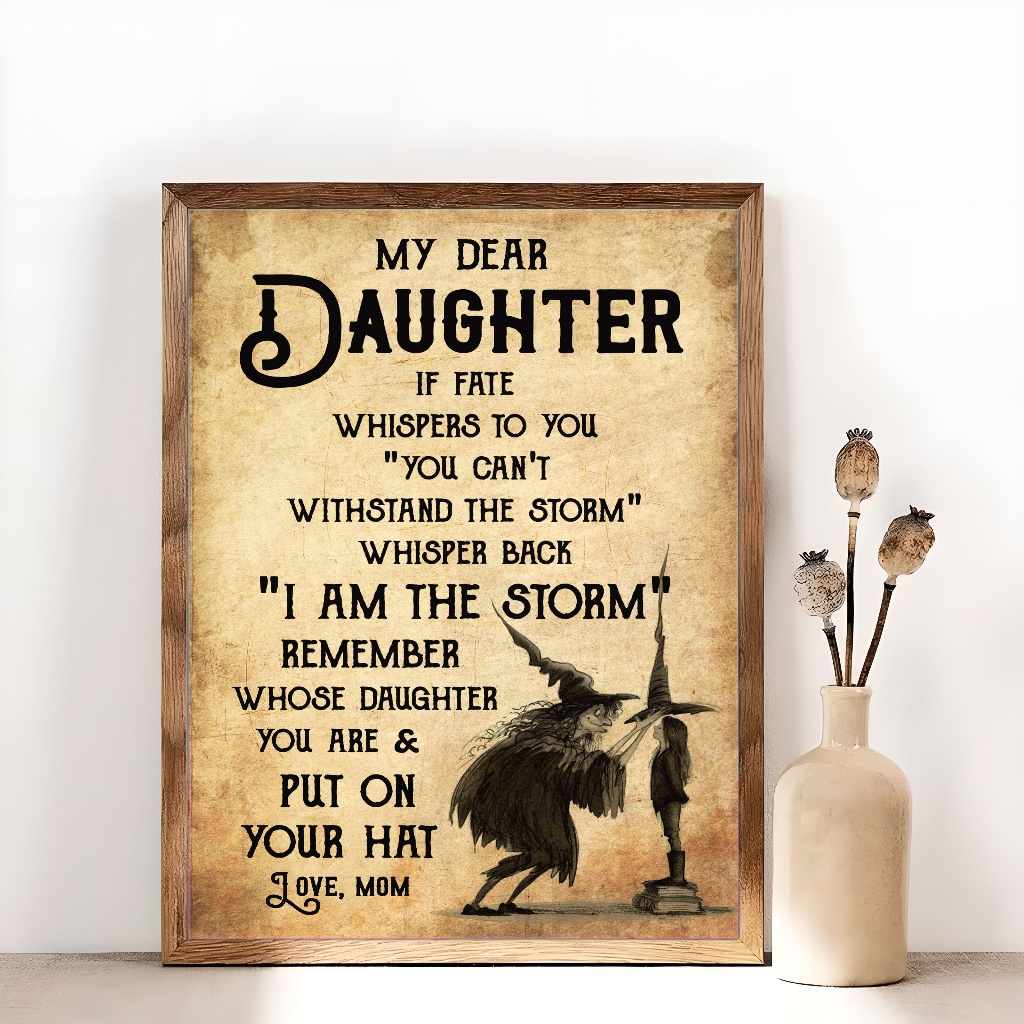 MY DEAR
DAUGHTER
IF FATE
WHISPERS TO YOU
"YOU CAN'T
WITHSTAND THE STORM"
WHISPER BACK
"I AM THE STORM"
REMEMBER
WHOSE DAUGHTER
YOU ARE &
PUT ON
YOUR HAT
LOVE, MOM